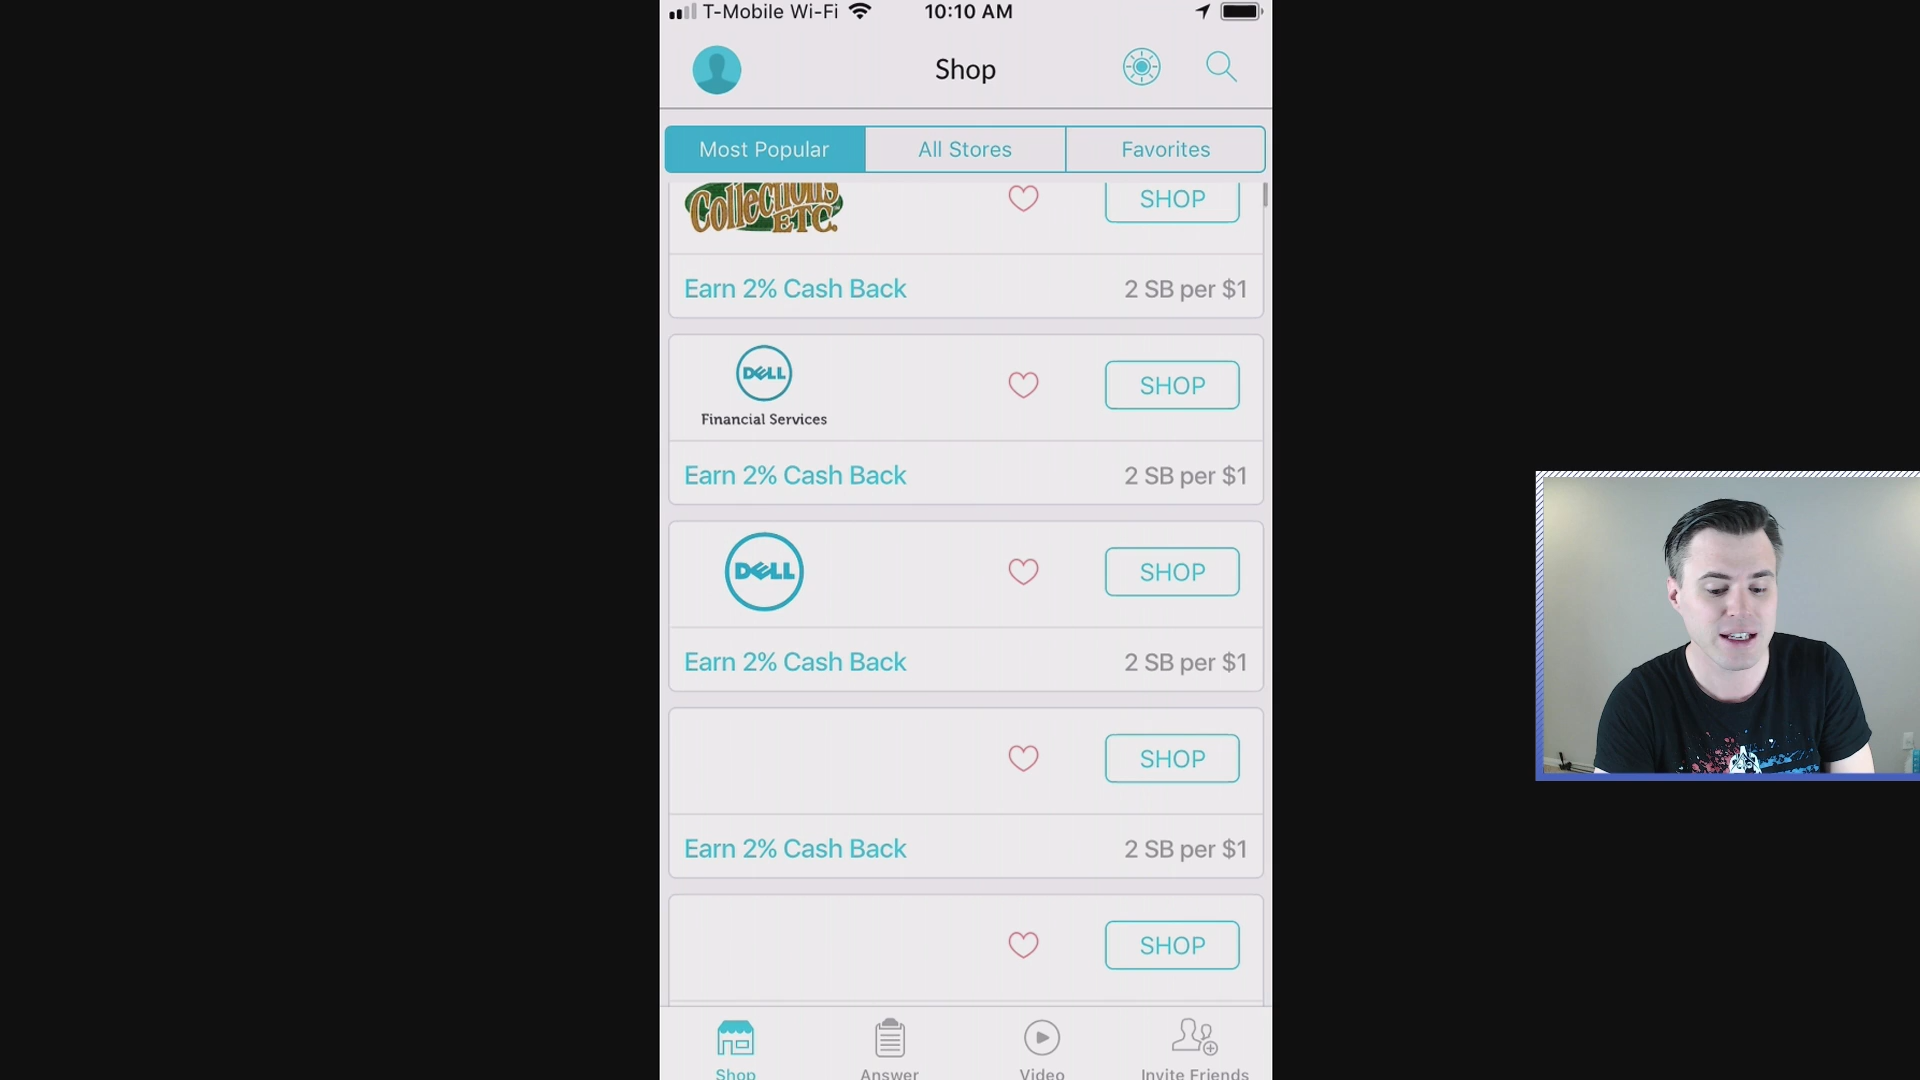 T-Mobile Wi-Fi 10:10 AM
Shop
Most Popular All Stores Favorites
Collections ETC. SHOP
Earn 2% Cash Back 2 SB per $1
DELL
Financial Services SHOP
Earn 2% Cash Back 2 SB per $1
DELL SHOP
Earn 2% Cash Back 2 SB per $1
SHOP
Earn 2% Cash Back 2 SB per $1
SHOP
Shop Answer Video Invite Friends